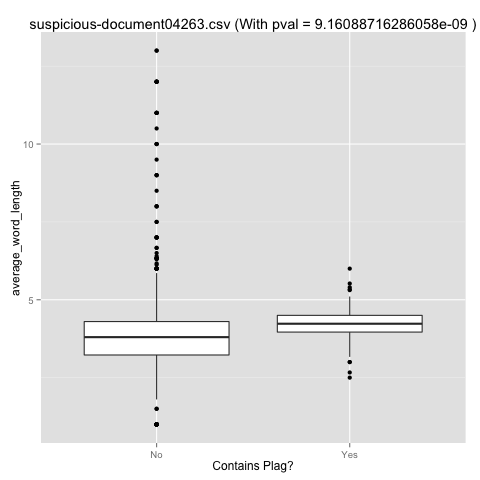 suspicious-document04263.csv (With pval = 9.16088716286058e-09 )
average_word_length
10
5
No
Yes
Contains Plag?